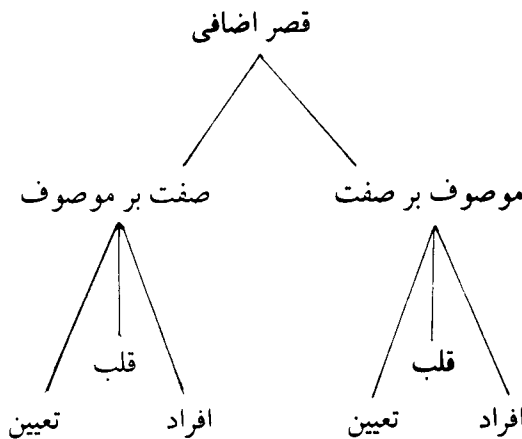 قصر اضافی
موصوف بر صفت
صفت بر موصوف
قلب
قلب
افراد
تعیین
افراد
تعیین